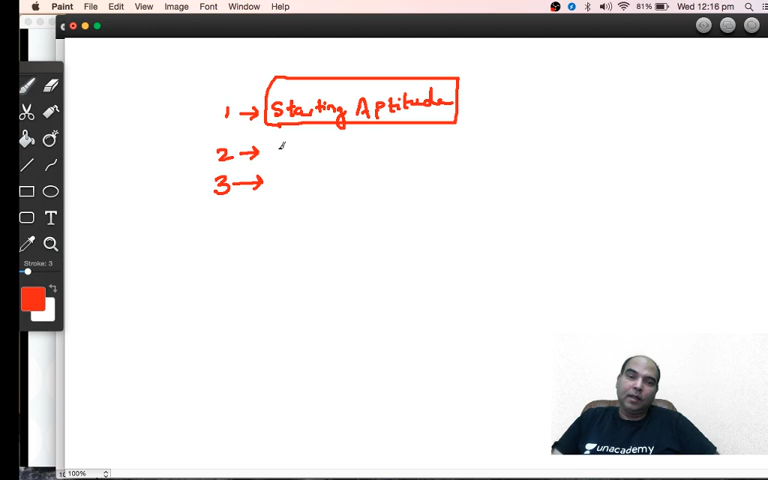 Paint File Edit View Image Font Window Help 81% Wed 12:16 pm
1 → Starting Aptitude
2 →
3 →
T
Stroke: 3
100%
unacademy